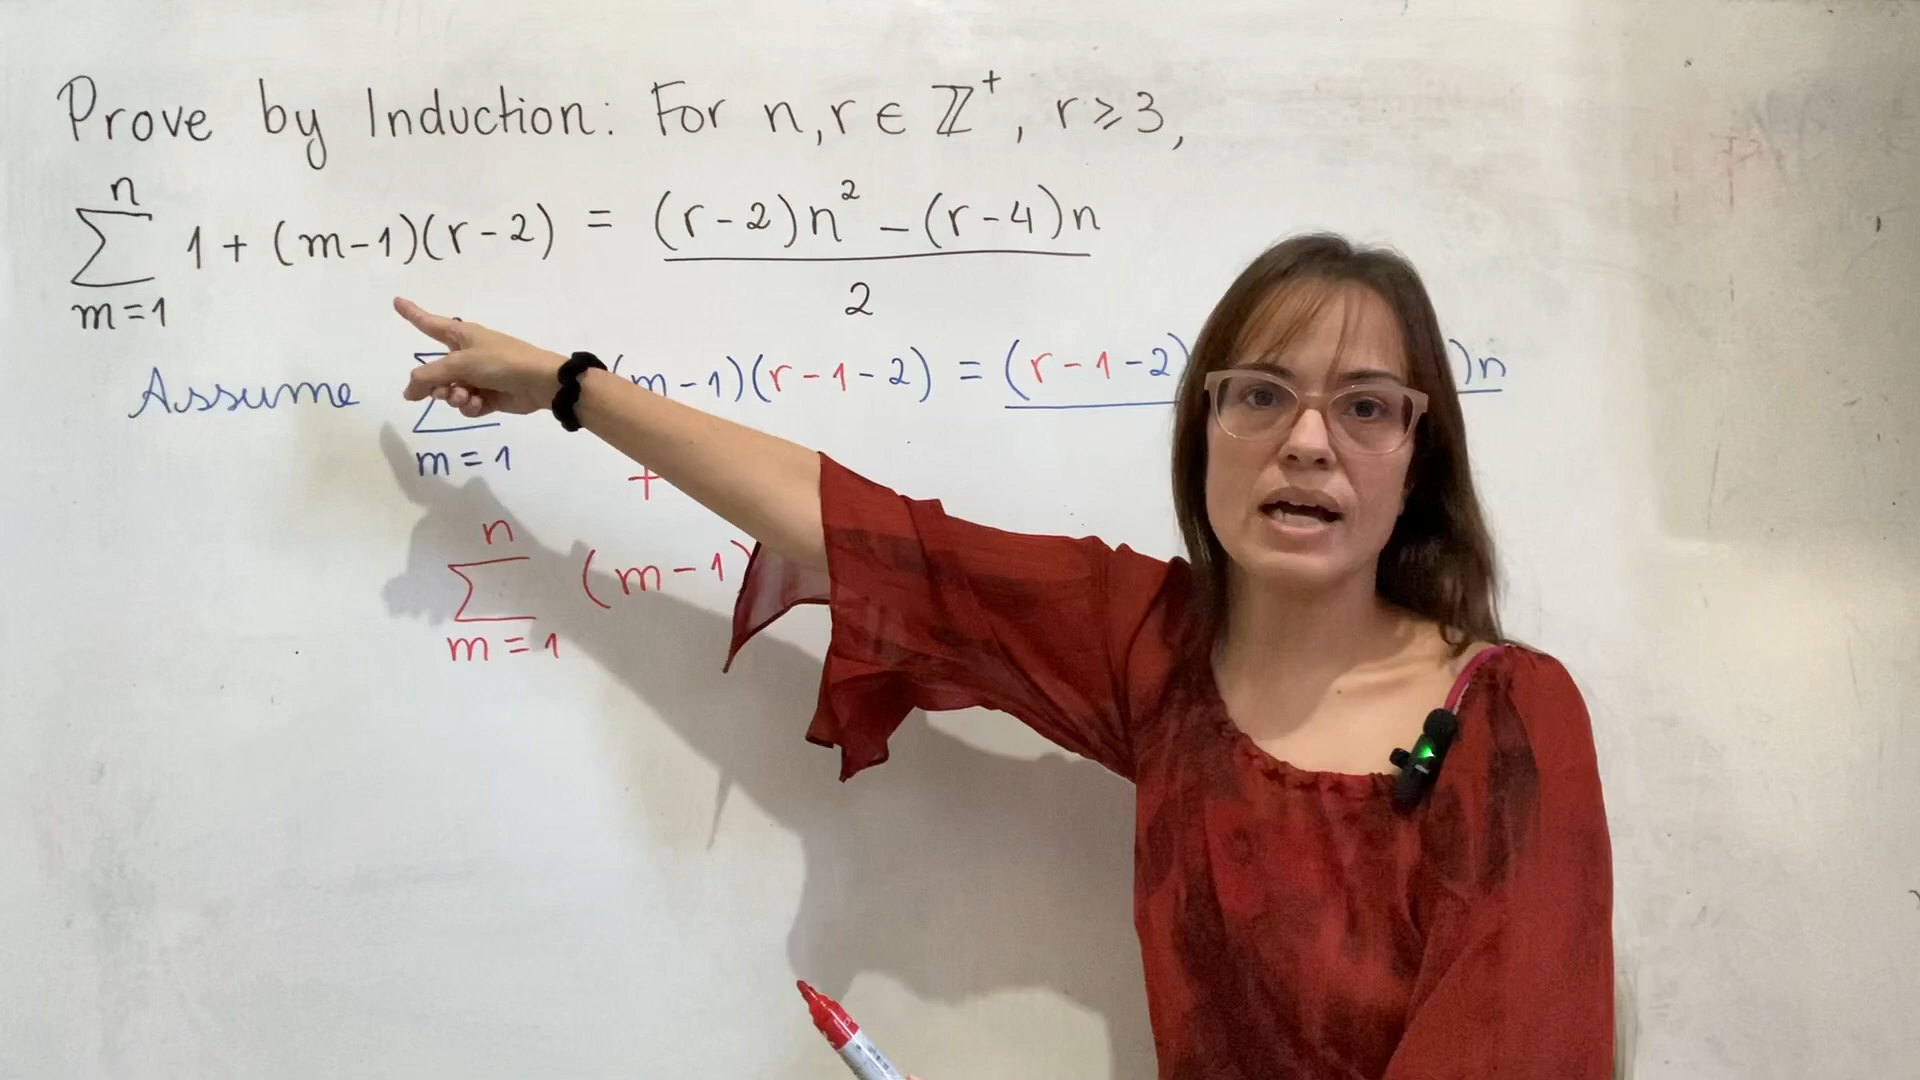 Prove by Induction: For n, r ∈ ℤ⁺, r ≥ 3,
n
∑ 1 + (m-1)(r-2) = (r-2)n² - (r-4)n
m=1
2
Assume ∑ (m-1)(r-1-2) = (r-1-2) )n
m=1
+
n
∑ (m-1)
m=1